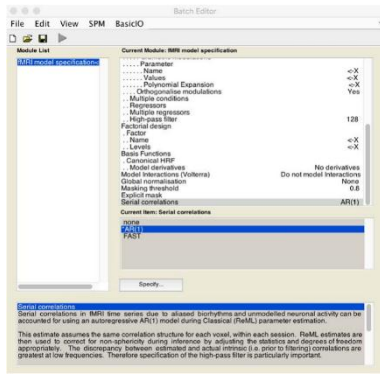 Batch Editor
File Edit View SPM BasicIO
Module List
Current Module: fMRI model specification
fMRI model specification
. . . . . Parameter
. . . . . . . Name <-X
. . . . . . . Values <-X
. . . . . . . Polynomial Expansion <-X
. . . . Orthogonalise modulations Yes
. . Multiple conditions
. . Regressors
. . Multiple regressors
. . High-pass filter 128
Factorial design
. Factor
. . Name <-X
. . Levels <-X
Basis Functions
. Canonical HRF
. . Model derivatives No derivatives
Model Interactions (Volterra) Do not model Interactions
Global normalisation None
Masking threshold 0.8
Explicit mask
Serial correlations AR(1)
Current Item: Serial correlations
none
*AR(1)
FAST
Specify...
Serial correlations
Serial correlations in fMRI time series due to aliased biorhythms and unmodelled neuronal activity can be
accounted for using an autoregressive AR(1) model during Classical (ReML) parameter estimation.
This estimate assumes the same correlation structure for each voxel, within each session. ReML estimates are
then used to correct for non-sphericity during inference by adjusting the statistics and degrees of freedom
appropriately. The discrepancy between estimated and actual intrinsic (i.e. prior to filtering) correlations are
greatest at low frequencies. Therefore specification of the high-pass filter is particularly important.